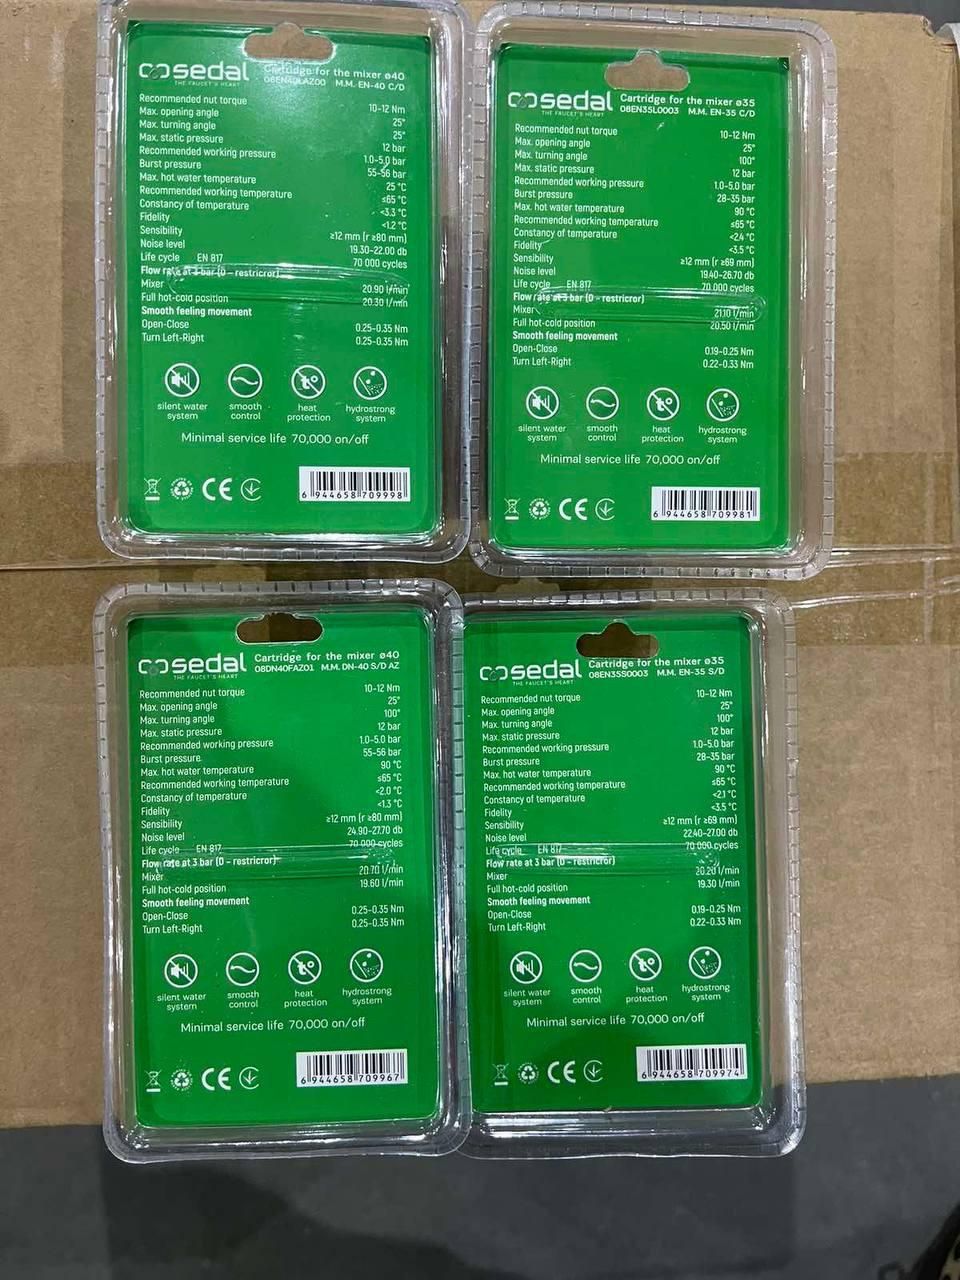 sedal
THE FAUCET'S HEART
Cartridge for the mixer ø40
08EN40LAZ00 M.M. EN-40 C/D
Recommended nut torque 10-12 Nm
Max. opening angle 25°
Max. turning angle 25°
Max. static pressure 12 bar
Recommended working pressure 1.0-5.0 bar
Burst pressure 55-56 bar
Max. hot water temperature 25 °C
Recommended working temperature ≤65 °C
Constancy of temperature <3.3 °C
Fidelity <1.2 °C
Sensibility ≥12 mm (r ≥80 mm)
Noise level 19.30-22.00 db
Life cycle EN 817 70 000 cycles
Flow rate at 3 bar (0 - restricror)
Mixer 20.90 l/min
Full hot-cold position 20.30 l/min
Smooth feeling movement
Open-Close 0.25-0.35 Nm
Turn Left-Right 0.25-0.35 Nm
silent water system
smooth control
heat protection
hydrostrong system
Minimal service life 70,000 on/off
CE
6 944658 709998
sedal
THE FAUCET'S HEART
Cartridge for the mixer ø35
08EN35L0003 M.M. EN-35 C/D
Recommended nut torque 10-12 Nm
Max. opening angle 25°
Max. turning angle 100°
Max. static pressure 12 bar
Recommended working pressure 1.0-5.0 bar
Burst pressure 28-35 bar
Max. hot water temperature 90 °C
Recommended working temperature ≤65 °C
Constancy of temperature <2.4 °C
Fidelity <3.5 °C
Sensibility ≥12 mm (r ≥69 mm)
Noise level 19.40-26.70 db
Life cycle EN 817 70 000 cycles
Flow rate at 3 bar (0 - restricror)
Mixer 21.10 l/min
Full hot-cold position 20.50 l/min
Smooth feeling movement
Open-Close 0.19-0.25 Nm
Turn Left-Right 0.22-0.33 Nm
silent water system
smooth control
heat protection
hydrostrong system
Minimal service life 70,000 on/off
CE
6 944658 709981
sedal
THE FAUCET'S HEART
Cartridge for the mixer ø40
08DN40FAZ01 M.M. DN-40 S/D AZ
Recommended nut torque 10-12 Nm
Max. opening angle 25°
Max. turning angle 100°
Max. static pressure 12 bar
Recommended working pressure 1.0-5.0 bar
Burst pressure 55-56 bar
Max. hot water temperature 90 °C
Recommended working temperature ≤65 °C
Constancy of temperature <2.0 °C
Fidelity <1.3 °C
Sensibility ≥12 mm (r ≥80 mm)
Noise level 24.90-27.70 db
Life cycle EN 817 70 000 cycles
Flow rate at 3 bar (0 - restricror)
Mixer 20.70 l/min
Full hot-cold position 19.60 l/min
Smooth feeling movement
Open-Close 0.25-0.35 Nm
Turn Left-Right 0.25-0.35 Nm
silent water system
smooth control
heat protection
hydrostrong system
Minimal service life 70,000 on/off
CE
6 944658 709967
sedal
THE FAUCET'S HEART
Cartridge for the mixer ø35
08EN35S0003 M.M. EN-35 S/D
Recommended nut torque 10-12 Nm
Max. opening angle 25°
Max. turning angle 100°
Max. static pressure 12 bar
Recommended working pressure 1.0-5.0 bar
Burst pressure 28-35 bar
Max. hot water temperature 90 °C
Recommended working temperature ≤65 °C
Constancy of temperature <2.1 °C
Fidelity <3.5 °C
Sensibility ≥12 mm (r ≥69 mm)
Noise level 22.40-27.00 db
Life cycle EN 817 70 000 cycles
Flow rate at 3 bar (0 - restricror)
Mixer 20.20 l/min
Full hot-cold position 19.30 l/min
Smooth feeling movement
Open-Close 0.19-0.25 Nm
Turn Left-Right 0.22-0.33 Nm
silent water system
smooth control
heat protection
hydrostrong system
Minimal service life 70,000 on/off
CE
6 944658 709974